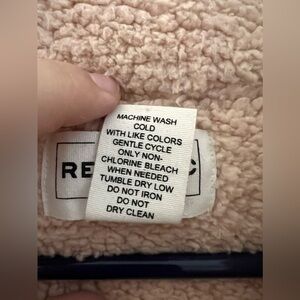 MACHINE WASH
COLD
WITH LIKE COLORS
GENTLE CYCLE
ONLY NON-
CHLORINE BLEACH
WHEN NEEDED
TUMBLE DRY LOW
DO NOT IRON
DO NOT
DRY CLEAN